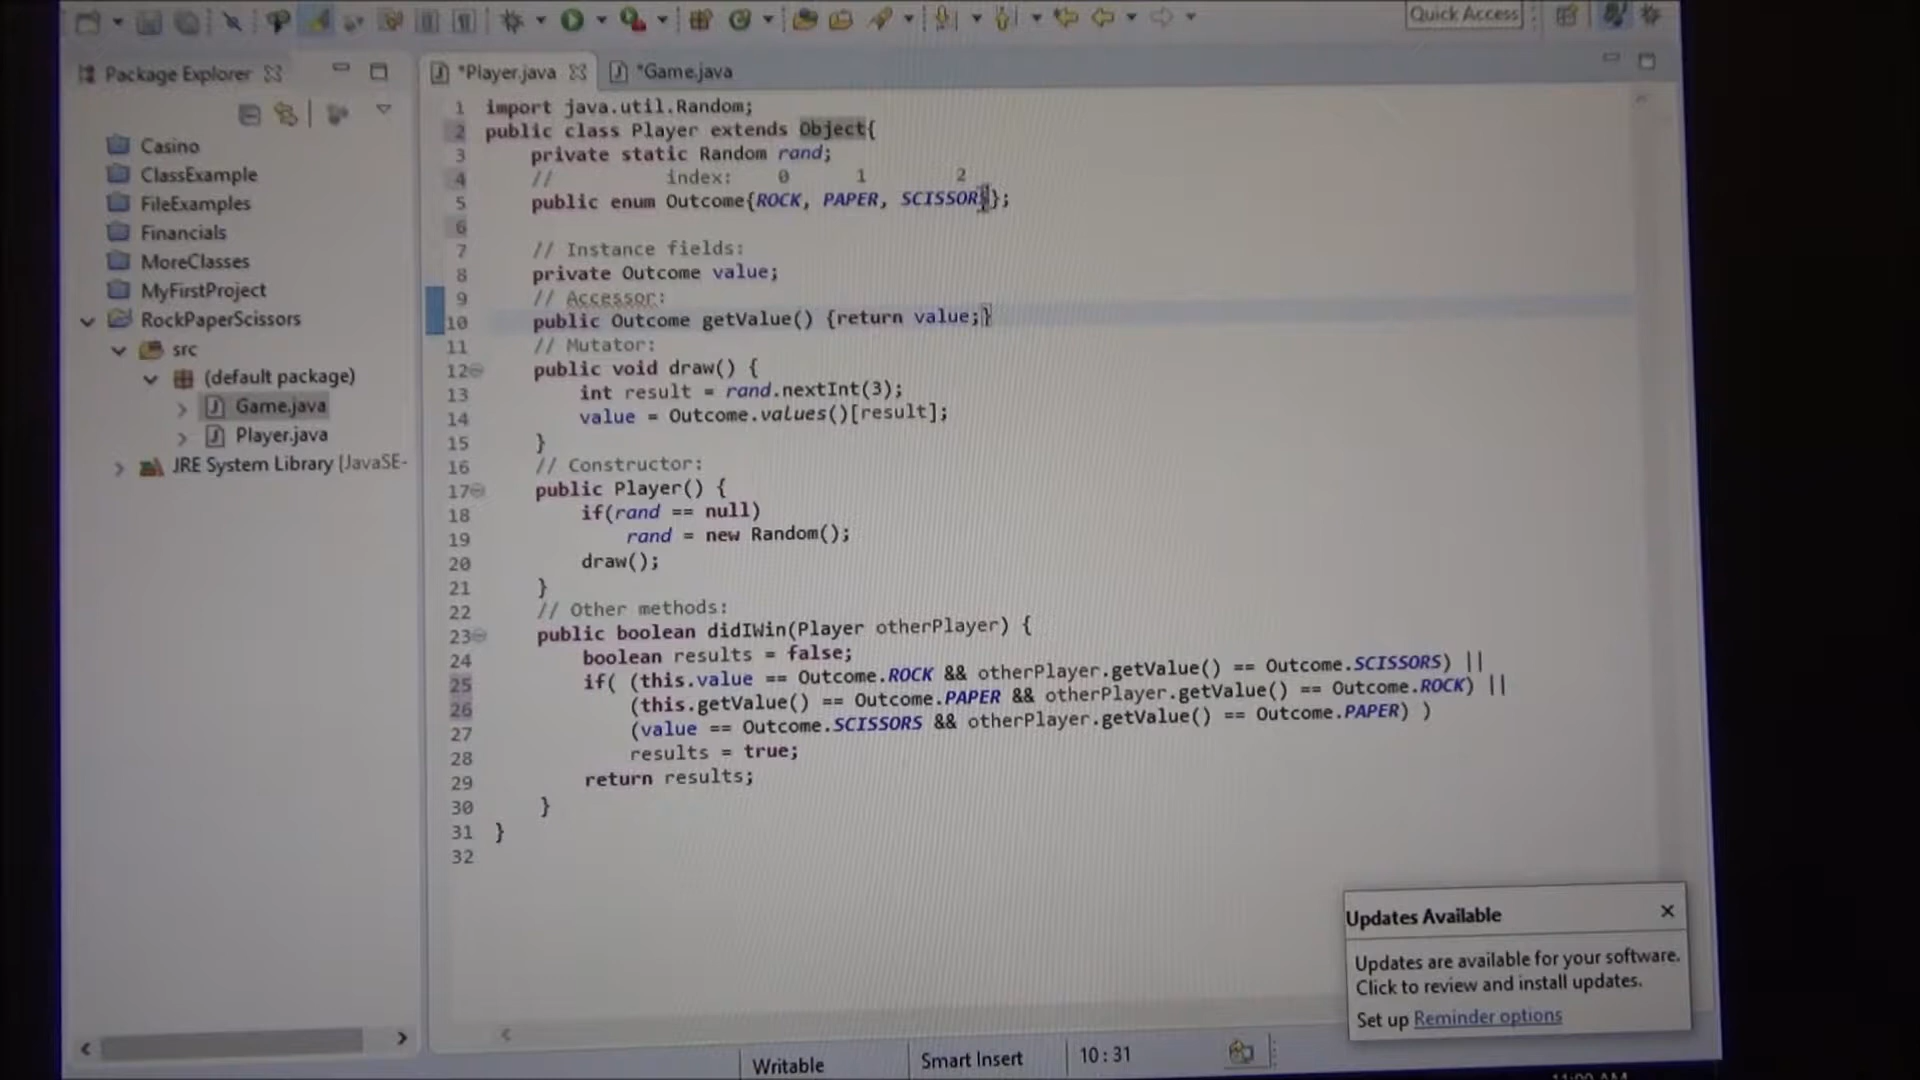 Quick Access
Package Explorer
*Player.java
*Game.java
Casino
ClassExample
FileExamples
Financials
MoreClasses
MyFirstProject
RockPaperScissors
src
(default package)
Game.java
Player.java
JRE System Library [JavaSE-
1 import java.util.Random;
2 public class Player extends Object{
3 private static Random rand;
4 // index: 0 1 2
5 public enum Outcome{ROCK, PAPER, SCISSORS};
6
7 // Instance fields:
8 private Outcome value;
9 // Accessor:
10 public Outcome getValue() {return value;}
11 // Mutator:
12 public void draw() {
13 int result = rand.nextInt(3);
14 value = Outcome.values()[result];
15 }
16 // Constructor:
17 public Player() {
18 if(rand == null)
19 rand = new Random();
20 draw();
21 }
22 // Other methods:
23 public boolean didIWin(Player otherPlayer) {
24 boolean results = false;
25 if( (this.value == Outcome.ROCK && otherPlayer.getValue() == Outcome.SCISSORS) ||
26 (this.getValue() == Outcome.PAPER && otherPlayer.getValue() == Outcome.ROCK) ||
27 (value == Outcome.SCISSORS && otherPlayer.getValue() == Outcome.PAPER) )
28 results = true;
29 return results;
30 }
31 }
32
Updates Available
Updates are available for your software.
Click to review and install updates.
Set up Reminder options
Writable
Smart Insert
10:31